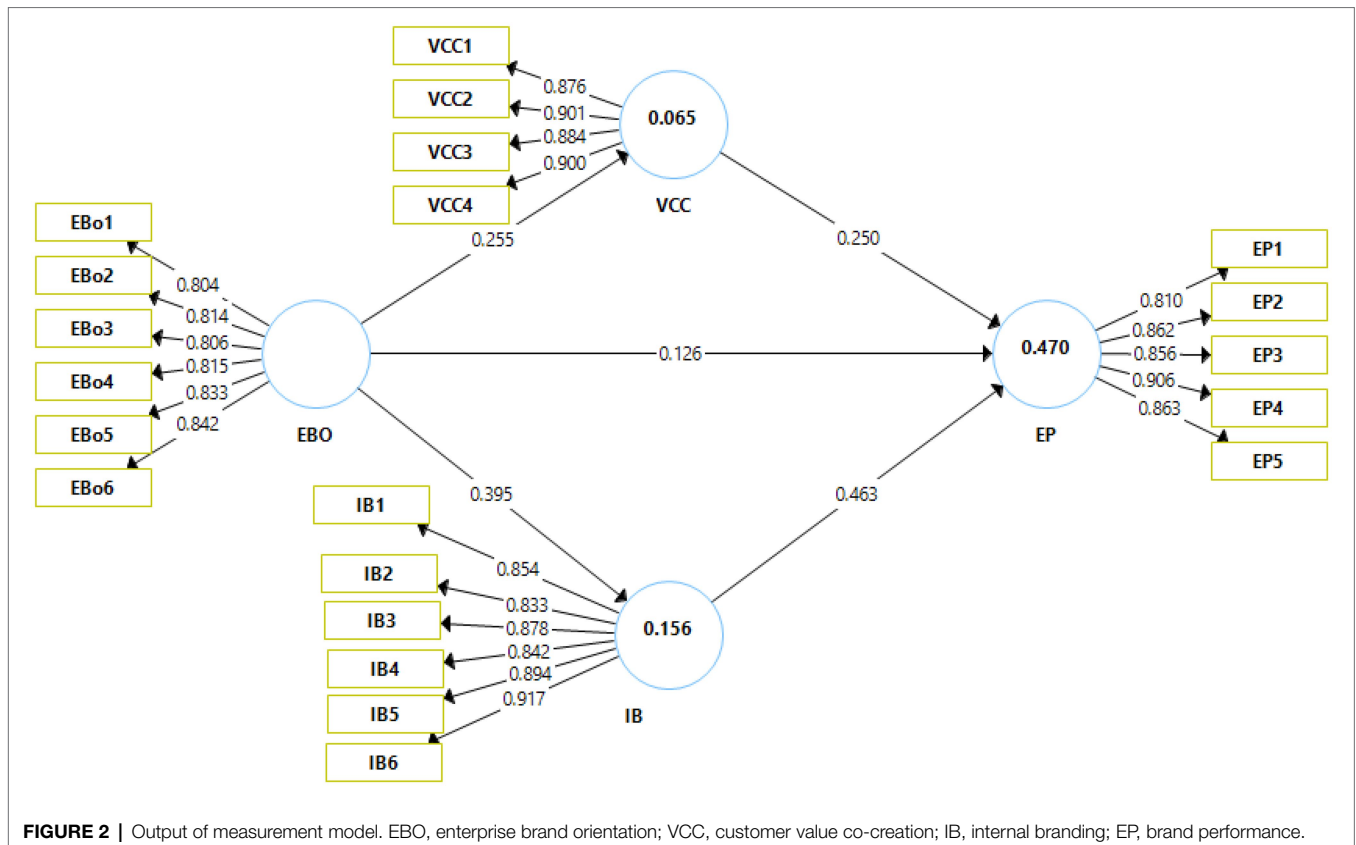 VCC1
VCC2
VCC3
VCC4
0.876
0.901
0.884
0.900
0.065
VCC
EBo1
EBo2
EBo3
EBo4
EBo5
EBo6
0.804
0.814
0.806
0.815
0.833
0.842
EBO
0.255
0.126
0.395
0.250
0.463
0.470
EP
0.810
0.862
0.856
0.906
0.863
EP1
EP2
EP3
EP4
EP5
IB1
IB2
IB3
IB4
IB5
IB6
0.854
0.833
0.878
0.842
0.894
0.917
0.156
IB
FIGURE 2 | Output of measurement model. EBO, enterprise brand orientation; VCC, customer value co-creation; IB, internal branding; EP, brand performance.